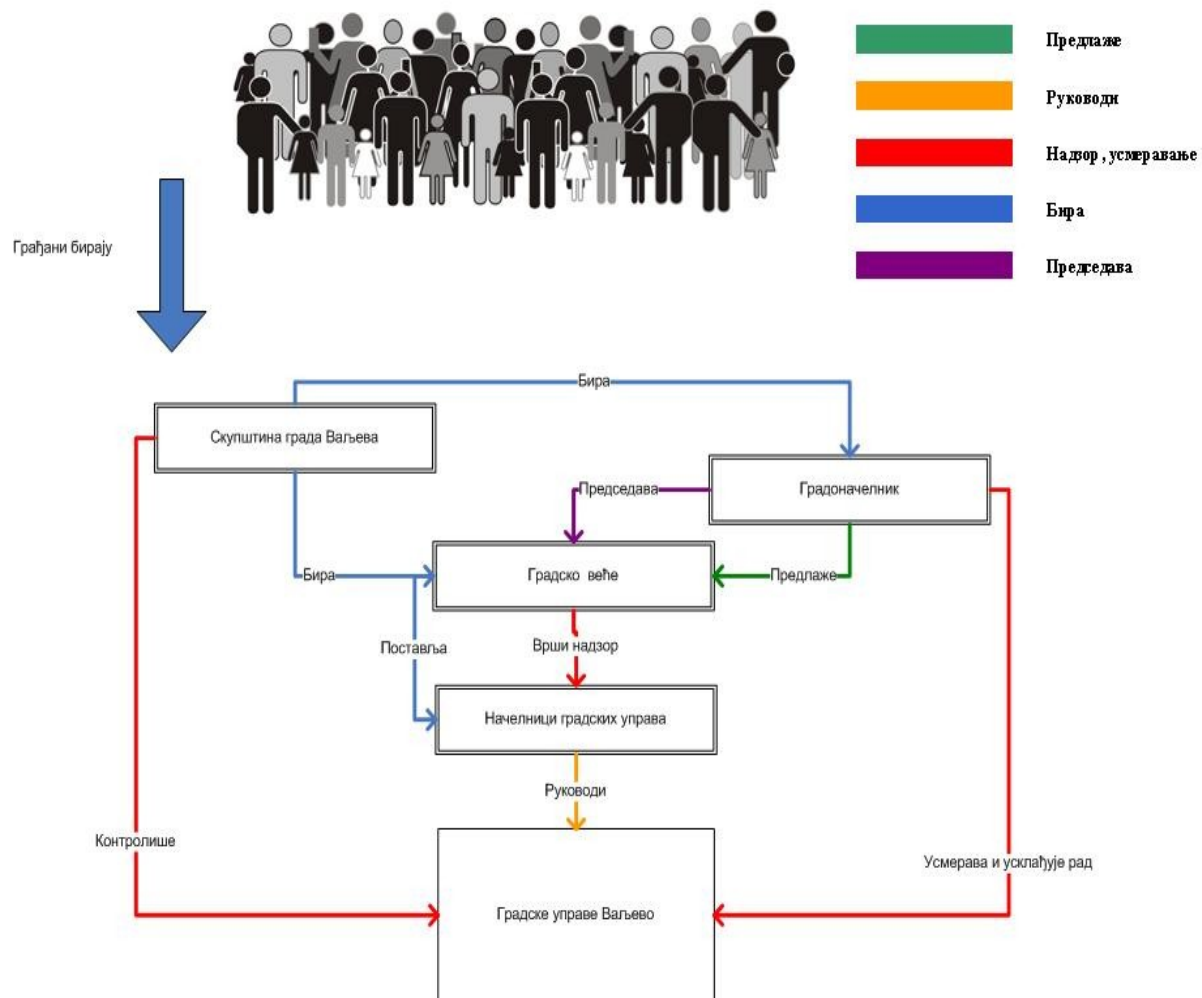 Предлаже
Руководи
Надзор , усмеравање
Бира
Председава
Грађани бирају
Бира
Скупштина града Ваљева
Председава
Градоначелник
Бира
Градско веће
Предлаже
Поставља
Врши надзор
Начелници градских управа
Руководи
Контролише
Усмерава и усклађује рад
Градске управе Ваљево